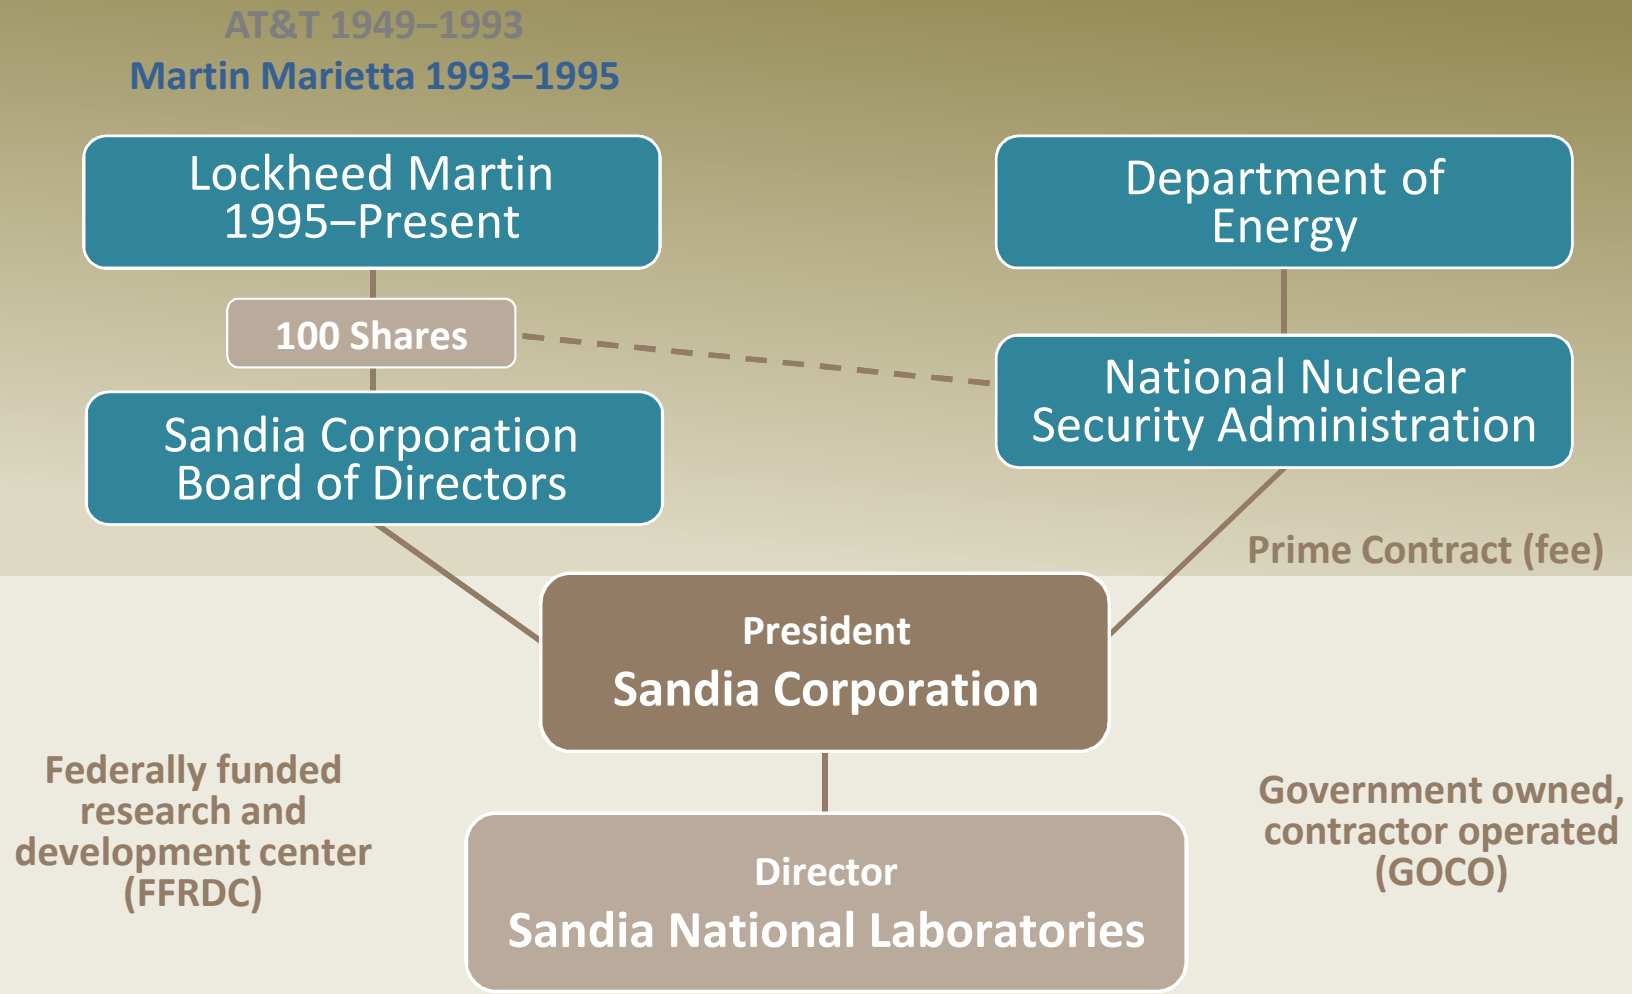 AT&T 1949–1993
Martin Marietta 1993–1995
Lockheed Martin
1995–Present
Department of
Energy
100 Shares
National Nuclear
Security Administration
Sandia Corporation
Board of Directors
Prime Contract (fee)
President
Sandia Corporation
Federally funded
research and
development center
(FFRDC)
Government owned,
contractor operated
(GOCO)
Director
Sandia National Laboratories